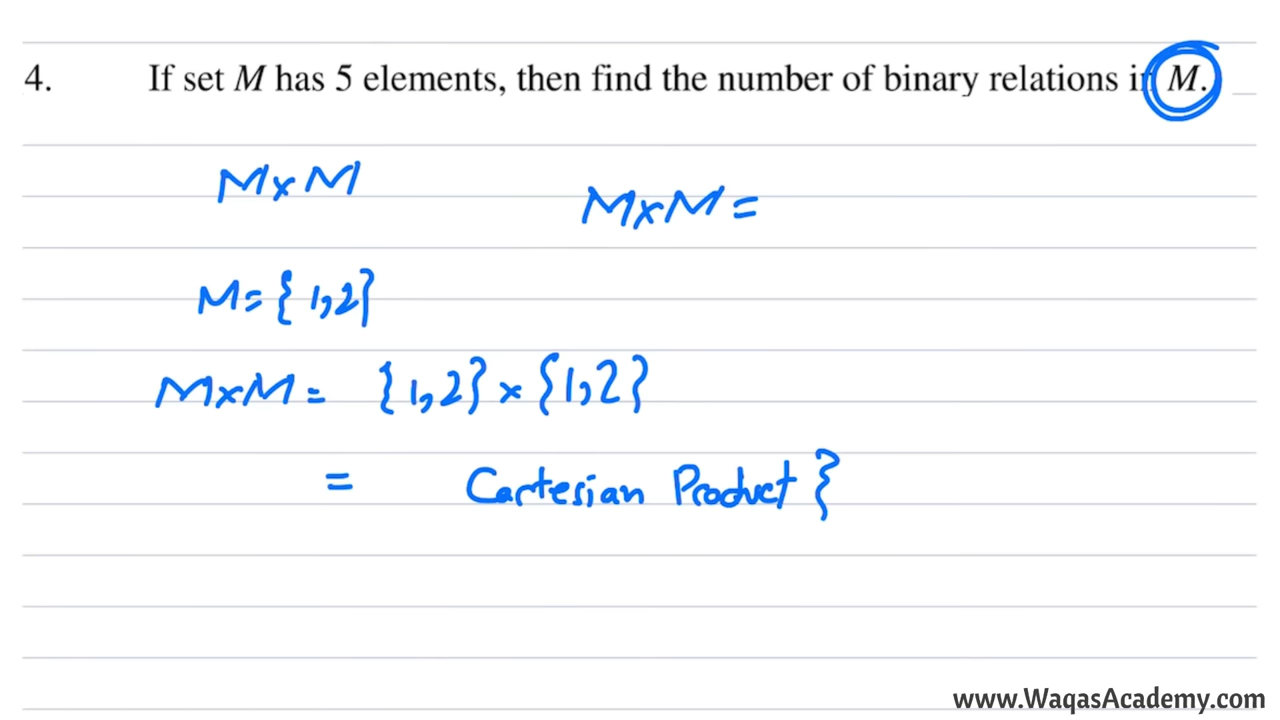 4. If set M has 5 elements, then find the number of binary relations in M.
M×M M×M=
M={1,2}
M×M= {1,2}×{1,2}
= Cartesian Product }
www.WaqasAcademy.com